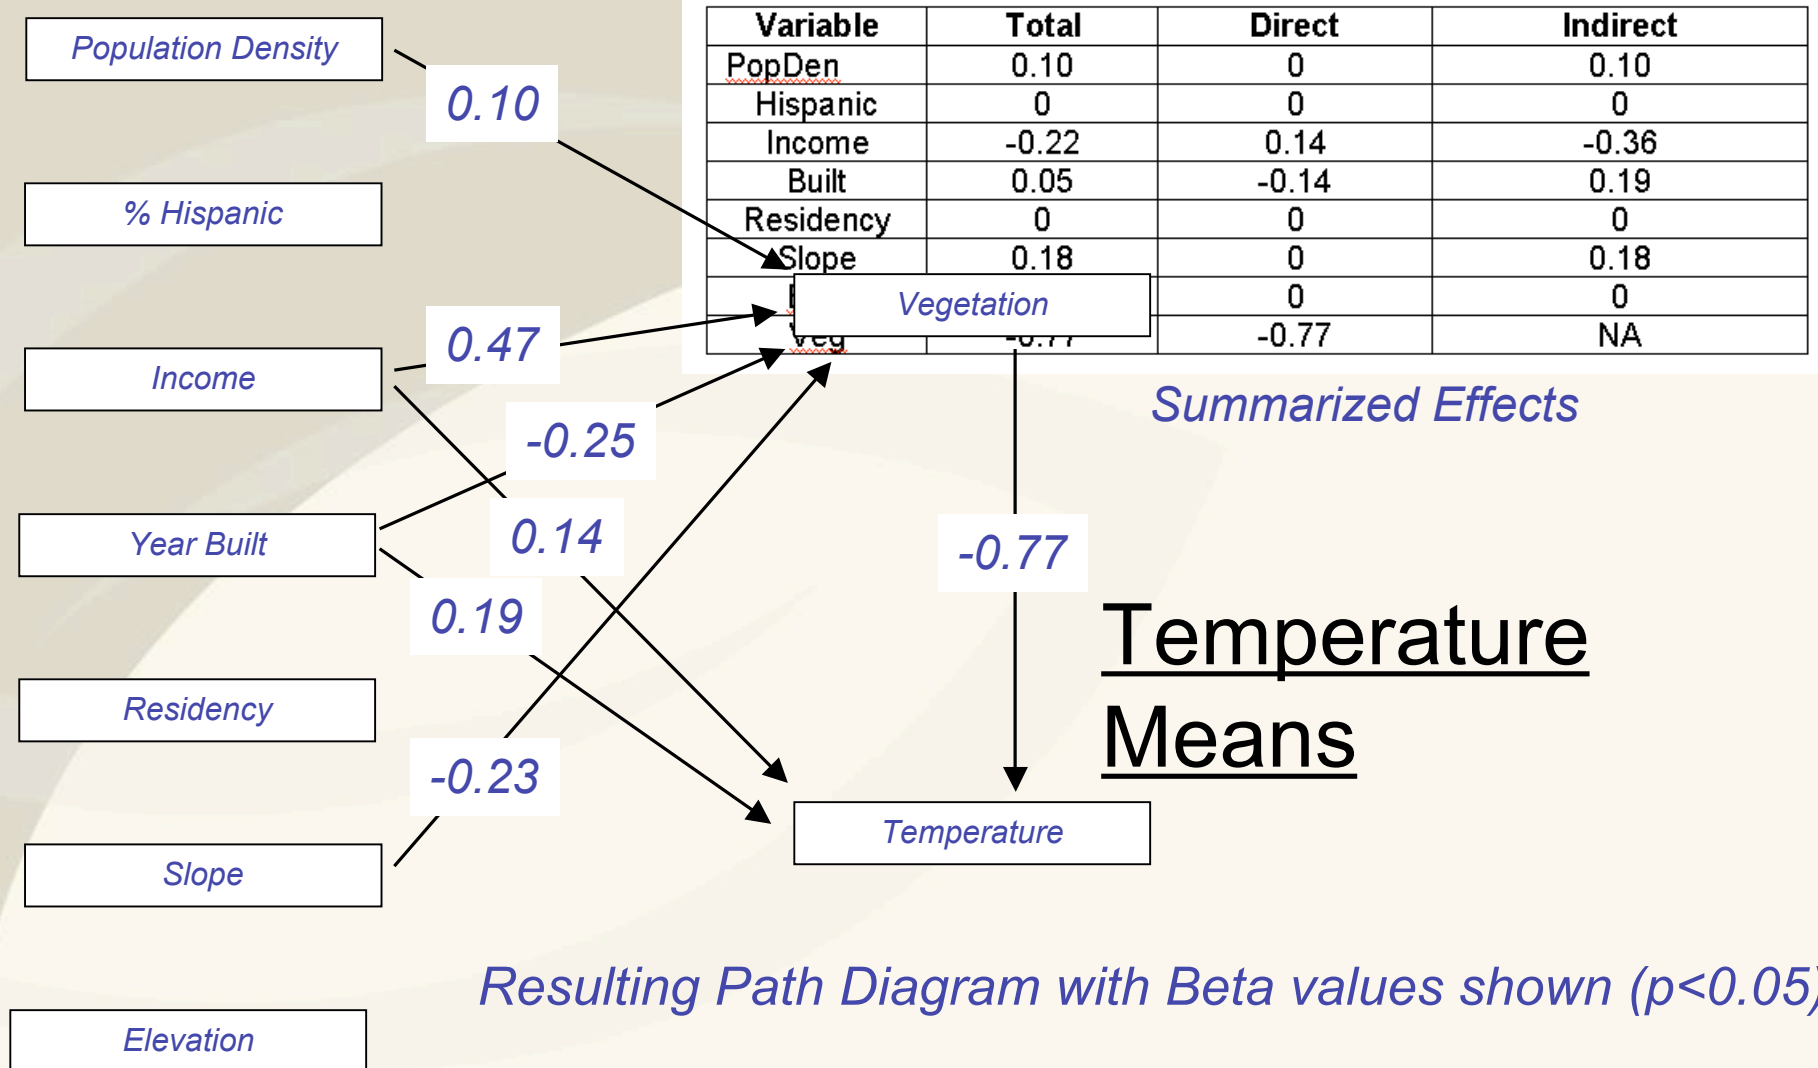 Population Density
% Hispanic
Income
Year Built
Residency
Slope
Elevation
0.10
0.47
-0.25
0.14
0.19
-0.23
-0.77
Vegetation
Temperature
Variable Total Direct Indirect
PopDen 0.10 0 0.10
Hispanic 0 0 0
Income -0.22 0.14 -0.36
Built 0.05 -0.14 0.19
Residency 0 0 0
Slope 0.18 0 0.18
0 0
Veg -0.77 -0.77 NA
Summarized Effects
Temperature
Means
Resulting Path Diagram with Beta values shown (p<0.05)